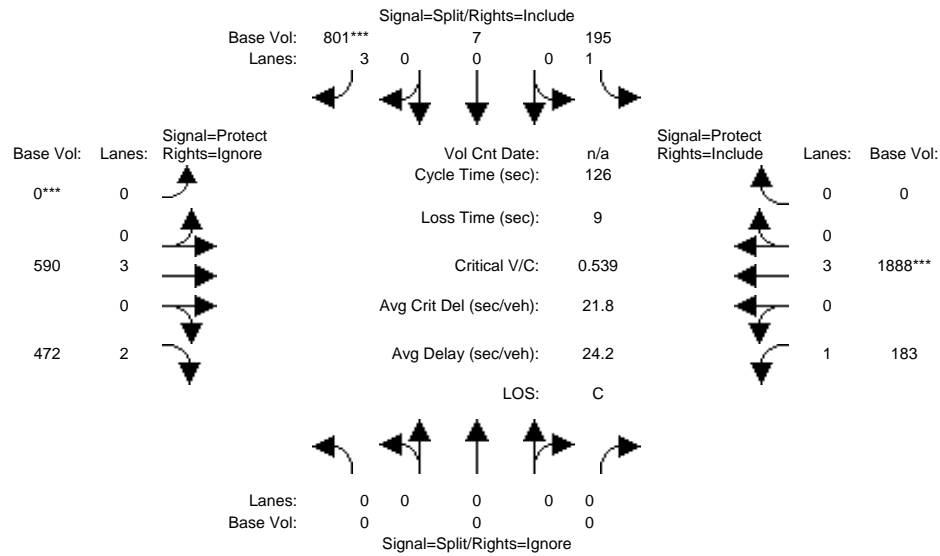 Signal=Split/Rights=Include
Base Vol: 801*** 7 195
Lanes: 3 0 0 0 1
Signal=Protect
Base Vol: Lanes: Rights=Ignore
Vol Cnt Date: n/a
Signal=Protect
Rights=Include Lanes: Base Vol:
Cycle Time (sec): 126
0*** 0
0 0
Loss Time (sec): 9
0
0
590 3
Critical V/C: 0.539
3 1888***
0
Avg Crit Del (sec/veh): 21.8
0
472 2
Avg Delay (sec/veh): 24.2
1 183
LOS: C
Lanes: 0 0 0 0 0
Base Vol: 0 0 0
Signal=Split/Rights=Ignore